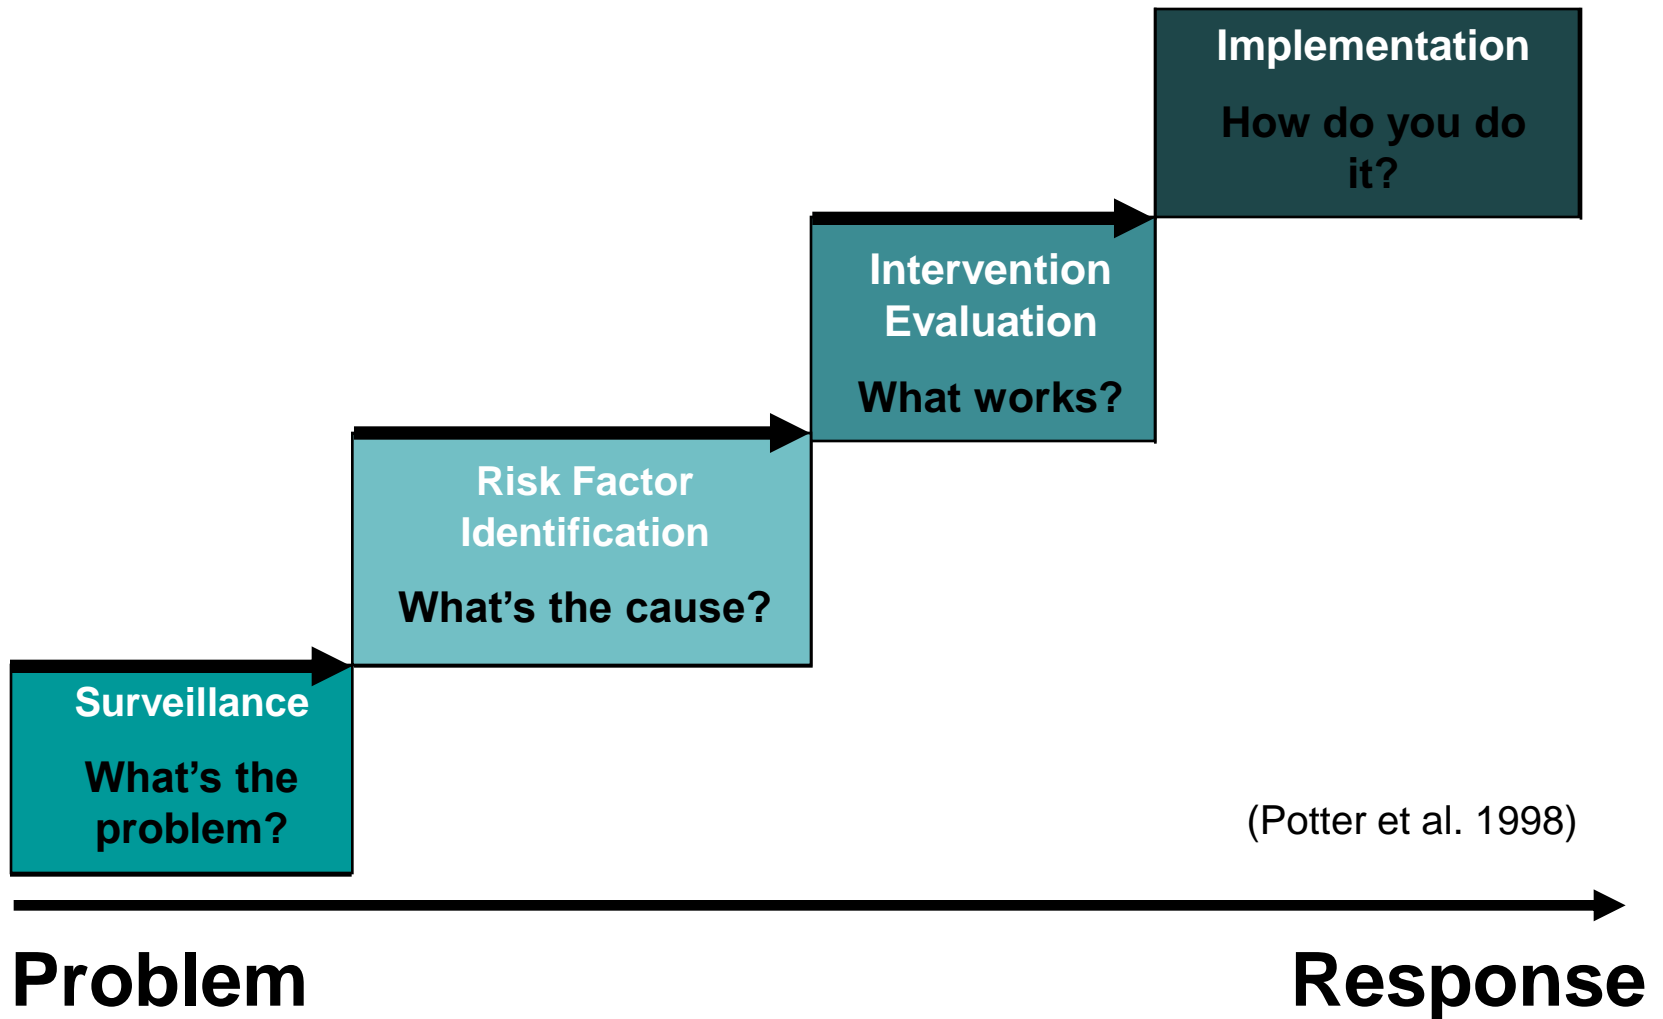 Implementation
How do you do
it?
Intervention
Evaluation
What works?
Risk Factor
Identification
What’s the cause?
Surveillance
What’s the
problem?
(Potter et al. 1998)
Problem
Response